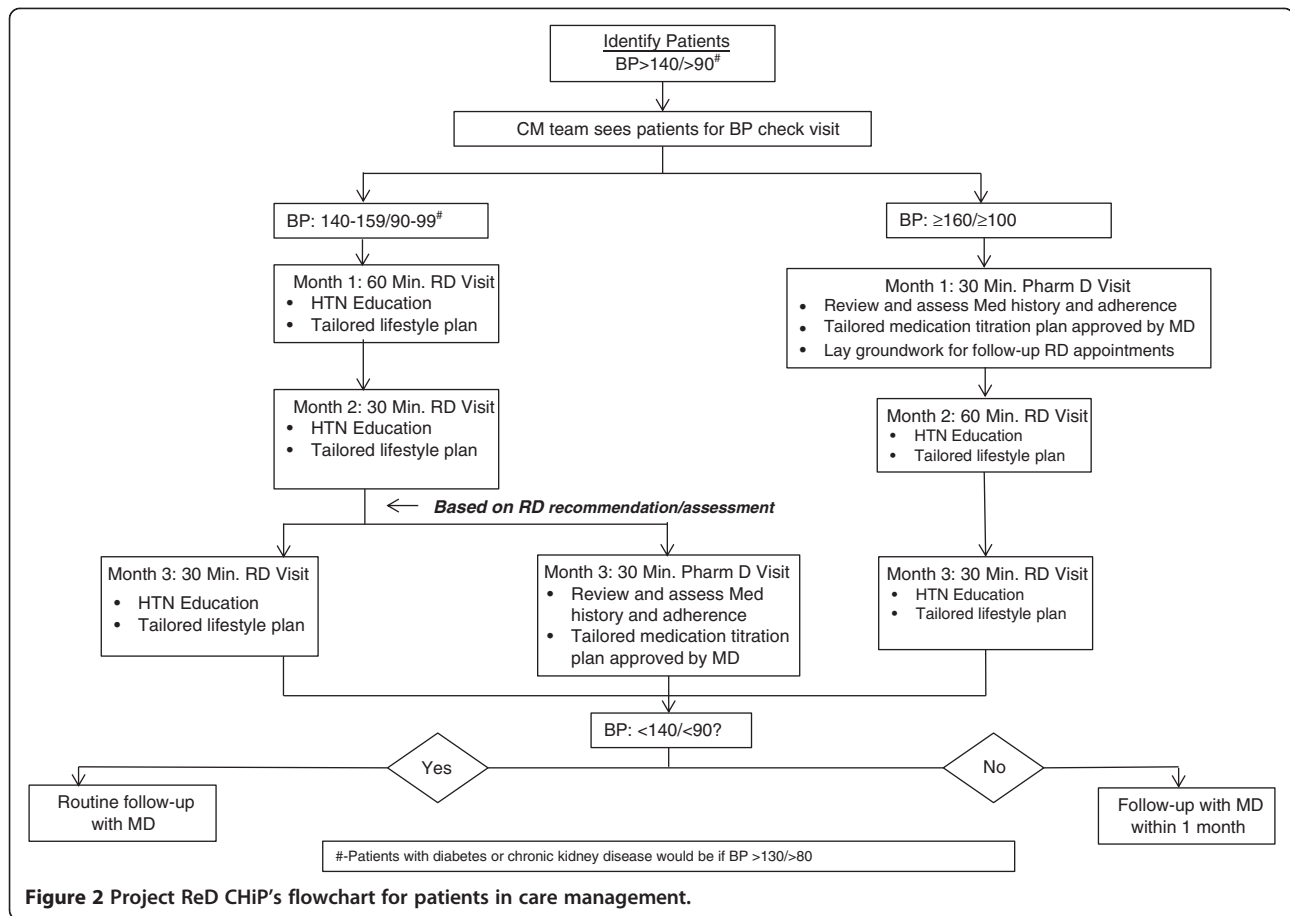 Identify Patients
BP>140/>90#
CM team sees patients for BP check visit
BP: 140-159/90-99#
BP: ≥160/≥100
Month 1: 60 Min. RD Visit
• HTN Education
• Tailored lifestyle plan
Month 1: 30 Min. Pharm D Visit
• Review and assess Med history and adherence
• Tailored medication titration plan approved by MD
• Lay groundwork for follow-up RD appointments
Month 2: 30 Min. RD Visit
• HTN Education
• Tailored lifestyle plan
Month 2: 60 Min. RD Visit
• HTN Education
• Tailored lifestyle plan
← Based on RD recommendation/assessment
Month 3: 30 Min. RD Visit
• HTN Education
• Tailored lifestyle plan
Month 3: 30 Min. Pharm D Visit
• Review and assess Med
history and adherence
• Tailored medication titration
plan approved by MD
Month 3: 30 Min. RD Visit
• HTN Education
• Tailored lifestyle plan
BP: <140/<90?
Yes
No
Routine follow-up
with MD
Follow-up with MD
within 1 month
#-Patients with diabetes or chronic kidney disease would be if BP >130/>80
Figure 2 Project ReD CHiP's flowchart for patients in care management.